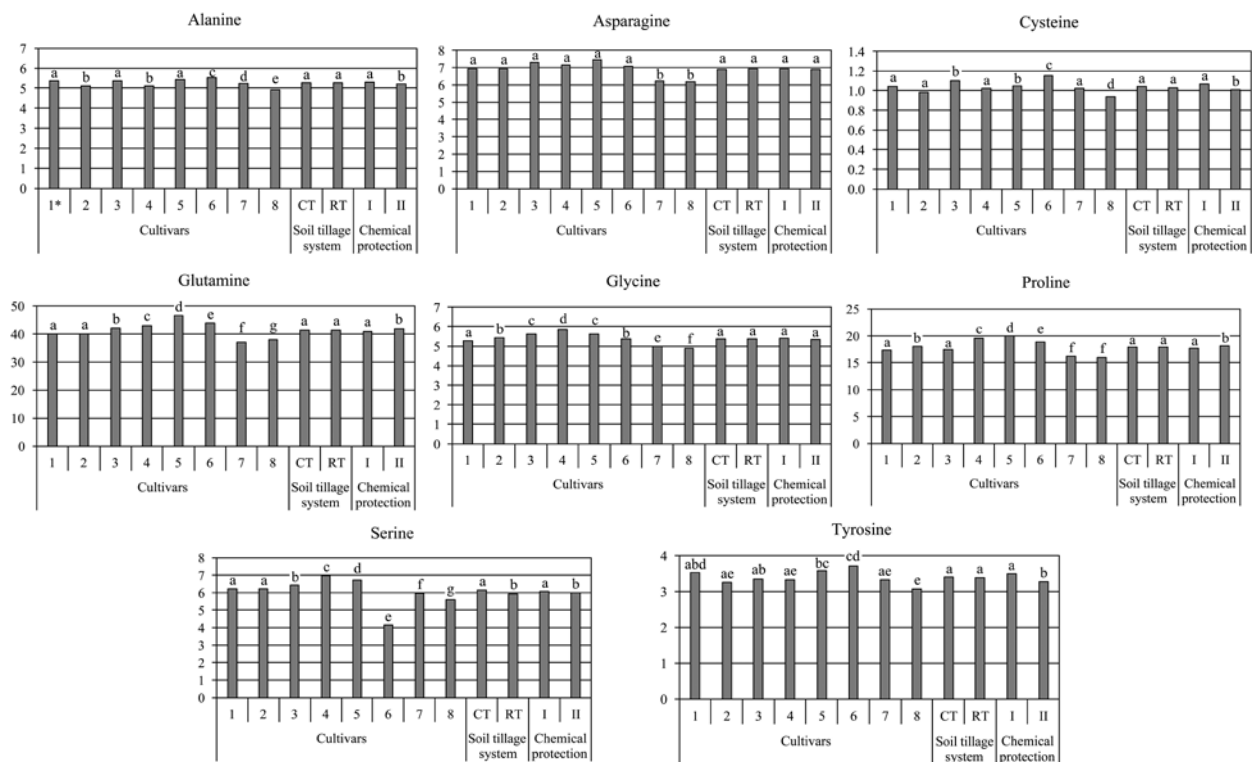 Alanine
7
6
5
4
3
2
1
0
a b a b a c d e a a a b
1* 2 3 4 5 6 7 8 CT RT I II
Cultivars Soil tillage system Chemical protection
Asparagine
8
7
6
5
4
3
2
1
0
a a a a a a b b a a a a
1 2 3 4 5 6 7 8 CT RT I II
Cultivars Soil tillage system Chemical protection
Cysteine
1.4
1.2
1.0
0.8
0.6
0.4
0.2
0.0
a a b a b c a d a a a b
1 2 3 4 5 6 7 8 CT RT I II
Cultivars Soil tillage system Chemical protection
Glutamine
50
40
30
20
10
0
a a b c d e f g a a a b
1 2 3 4 5 6 7 8 CT RT I II
Cultivars Soil tillage system Chemical protection
Glycine
7
6
5
4
3
2
1
0
a b c d c b e f a a a a
1 2 3 4 5 6 7 8 CT RT I II
Cultivars Soil tillage system Chemical protection
Proline
25
20
15
10
5
0
a b a c d e f f a a a b
1 2 3 4 5 6 7 8 CT RT I II
Cultivars Soil tillage system Chemical protection
Serine
8
7
6
5
4
3
2
1
0
a a b c d e f g a b a b
1 2 3 4 5 6 7 8 CT RT I II
Cultivars Soil tillage system Chemical protection
Tyrosine
4
3
2
1
0
abd ae ab ae bc cd ae e a a a b
1 2 3 4 5 6 7 8 CT RT I II
Cultivars Soil tillage system Chemical protection